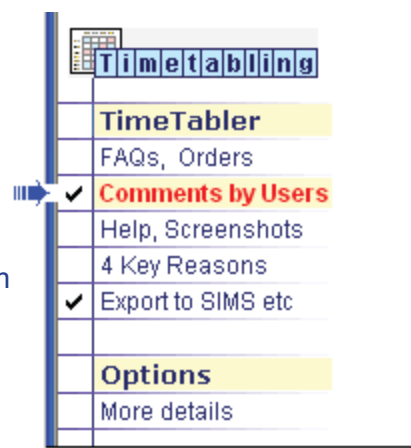 Timetabling
TimeTabler
FAQs, Orders
Comments by Users
Help, Screenshots
4 Key Reasons
n
Export to SIMS etc
Options
More details